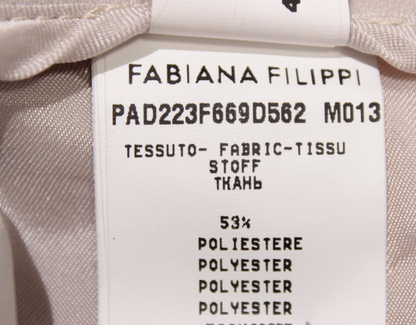 FABIANA FILIPPI
PAD223F669D562 M013
TESSUTO- FABRIC-TISSU
STOFF
ТКАНЬ
53%
POLIESTERE
POLYESTER
POLYESTER
POLYESTER